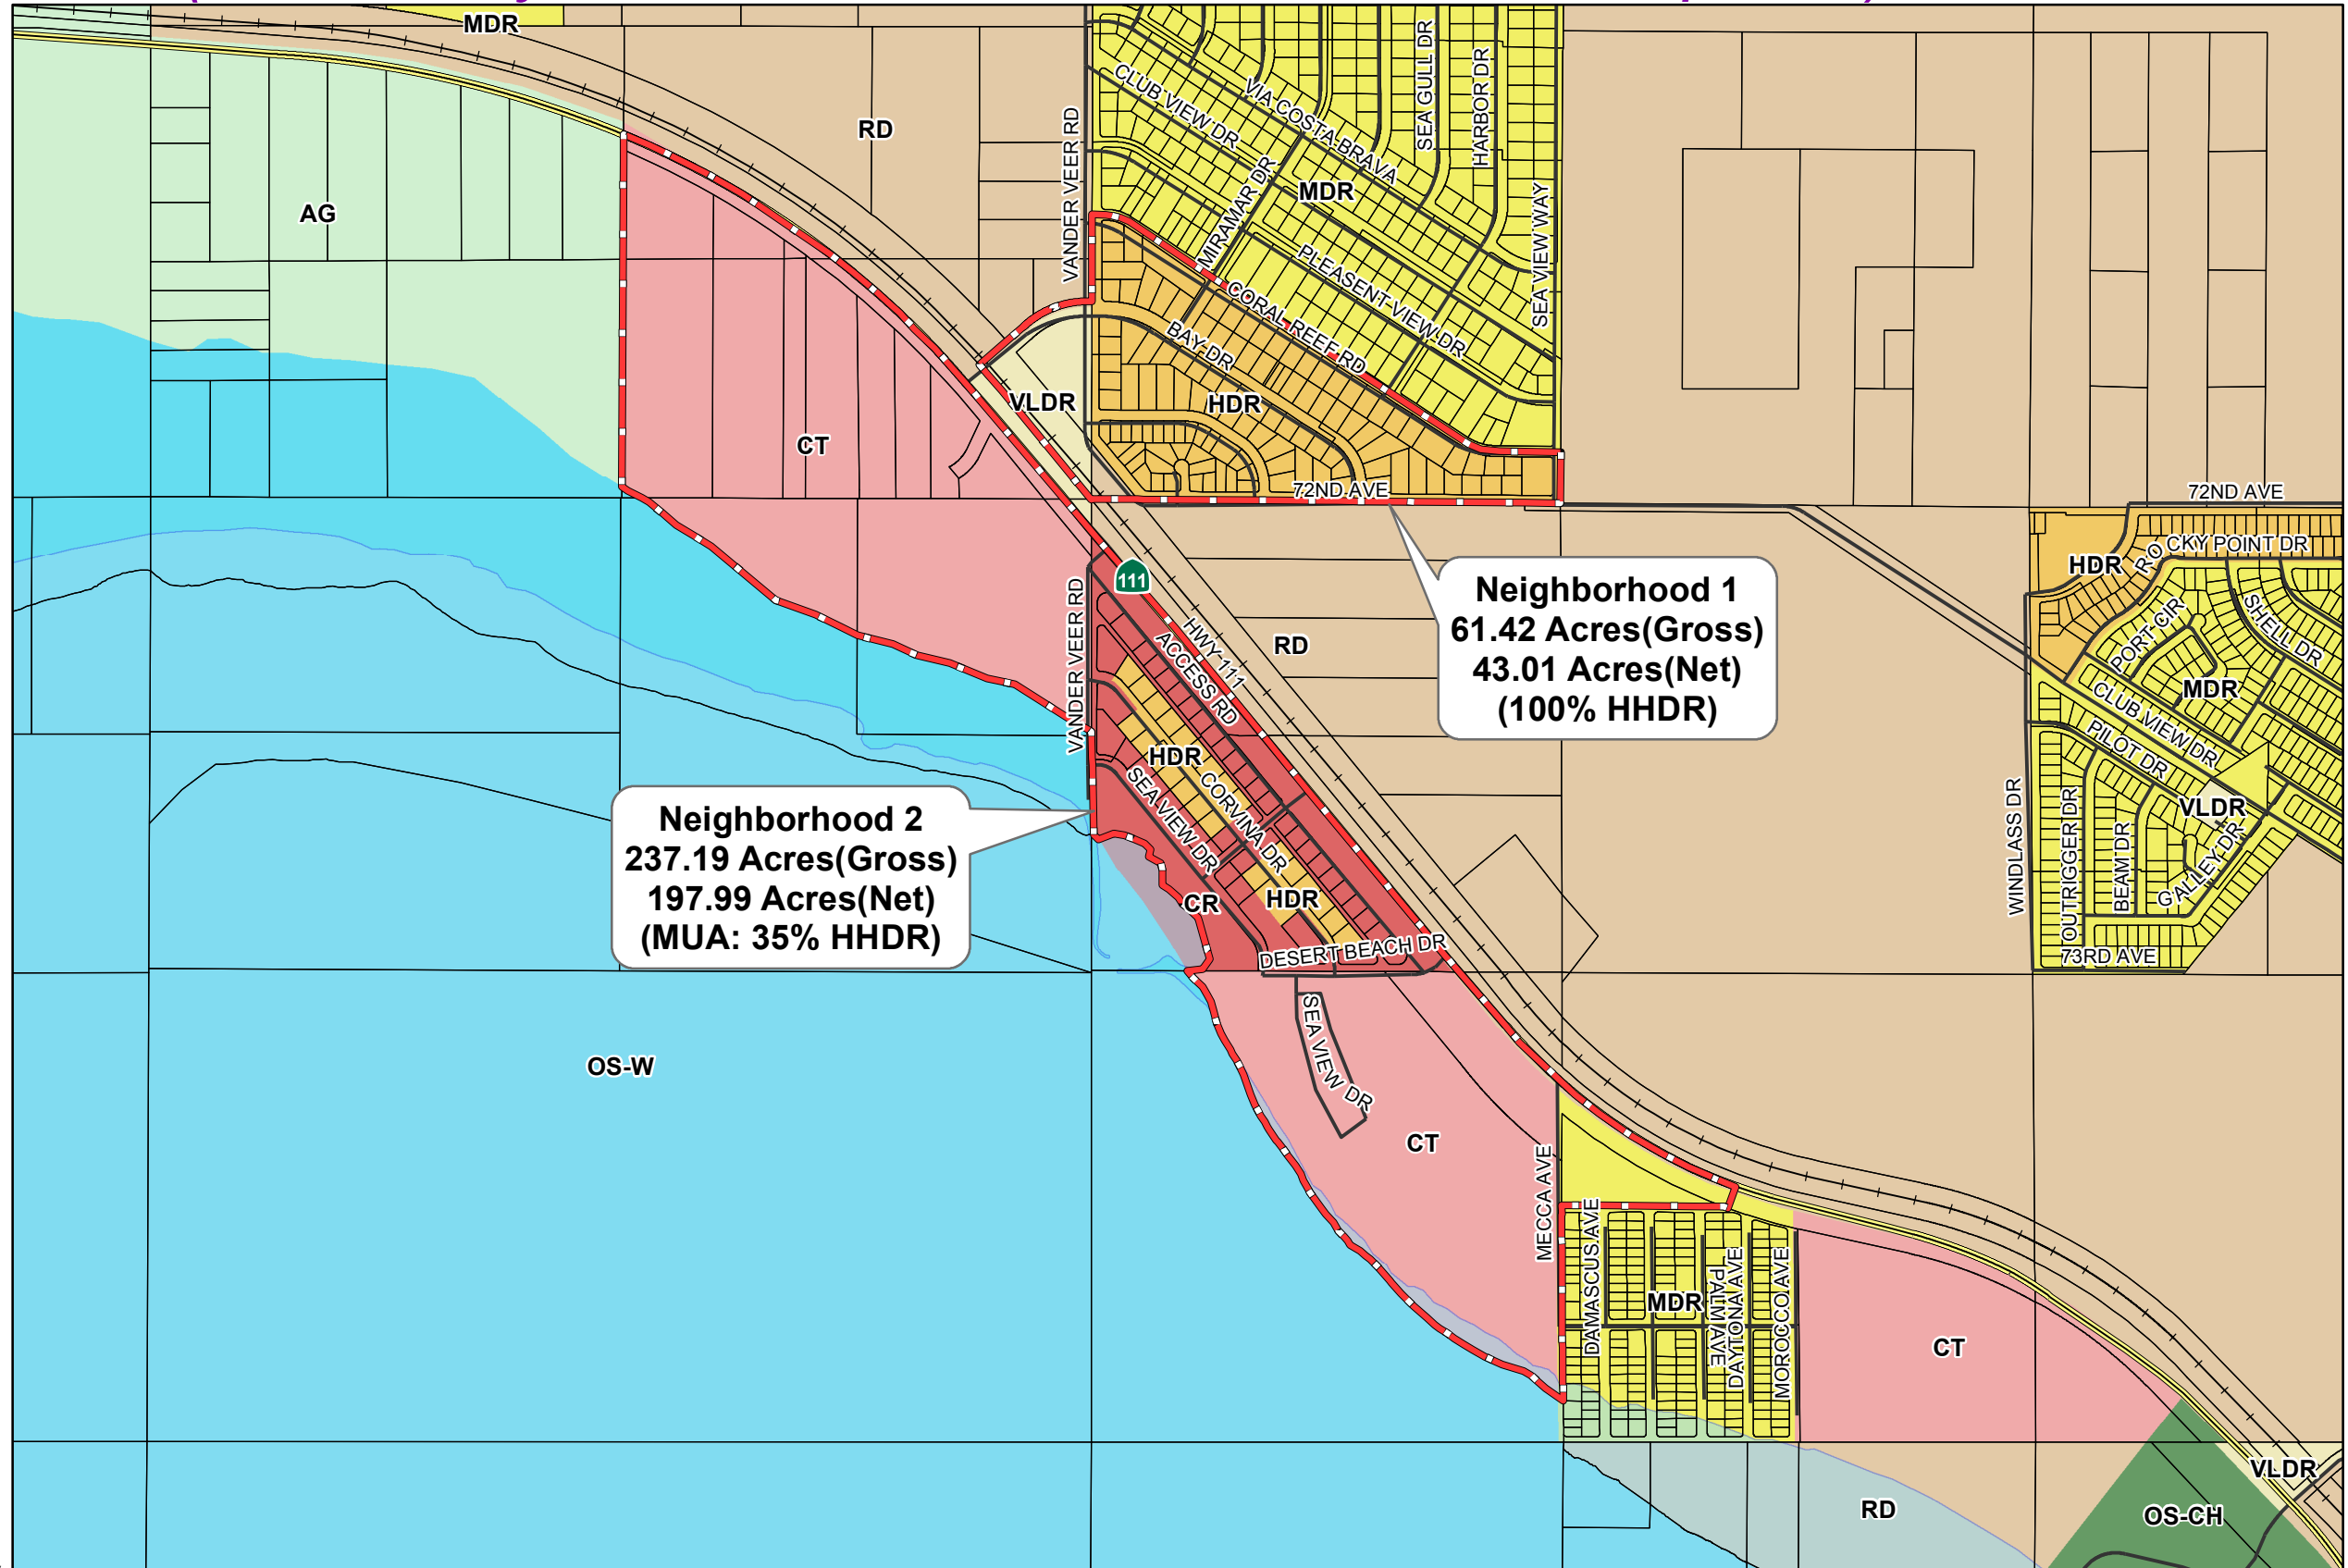 MDR
RD
AG
CT
VANDER VEER RD
CLUB VIEW DR
VIA COSTA BRAVA
SEA GULL DR
HARBOR DR
MIRAMAR DR
MDR
SEA VIEW WAY
PLEASENT VIEW DR
CORAL REEF RD
BAY DR
VLDR
HDR
72ND AVE
72ND AVE
111
HWY 111
ACCESS RD
RD
Neighborhood 1
61.42 Acres(Gross)
43.01 Acres(Net)
(100% HHDR)
HDR
ROCKY POINT DR
PORT CIR
SHELL DR
MDR
CLUB VIEW DR
PILOT DR
VLDR
WINDLASS DR
OUTRIGGER DR
BEAM DR
GALLEY DR
73RD AVE
VANDER VEER RD
HDR
SEA VIEW DR
CORVINA DR
CR
HDR
DESERT BEACH DR
Neighborhood 2
237.19 Acres(Gross)
197.99 Acres(Net)
(MUA: 35% HHDR)
OS-W
SEA VIEW DR
CT
MECCA AVE
DAMASCUS AVE
MDR
PALM AVE
DAYTONA AVE
MOROCCO AVE
CT
VLDR
RD
OS-CH